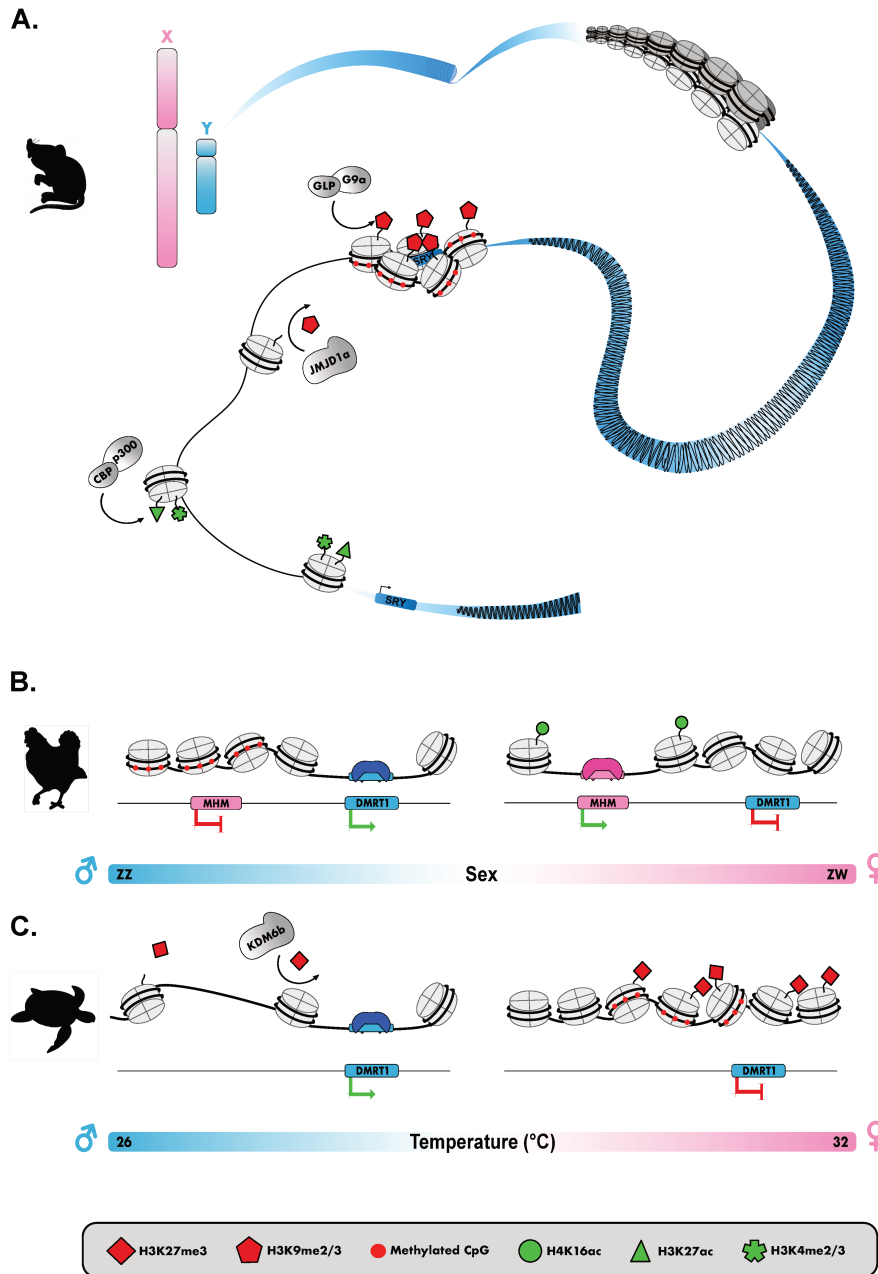 A.
X
Y
GLP G9a
SRY
JMJD1a
CBP p300
SRY
B.
MHM DMRT1 MHM DMRT1
♂ ZZ Sex ZW ♀
C.
KDM6b
DMRT1 DMRT1
♂ 26 Temperature (°C) 32 ♀
H3K27me3 H3K9me2/3 Methylated CpG H4K16ac H3K27ac H3K4me2/3